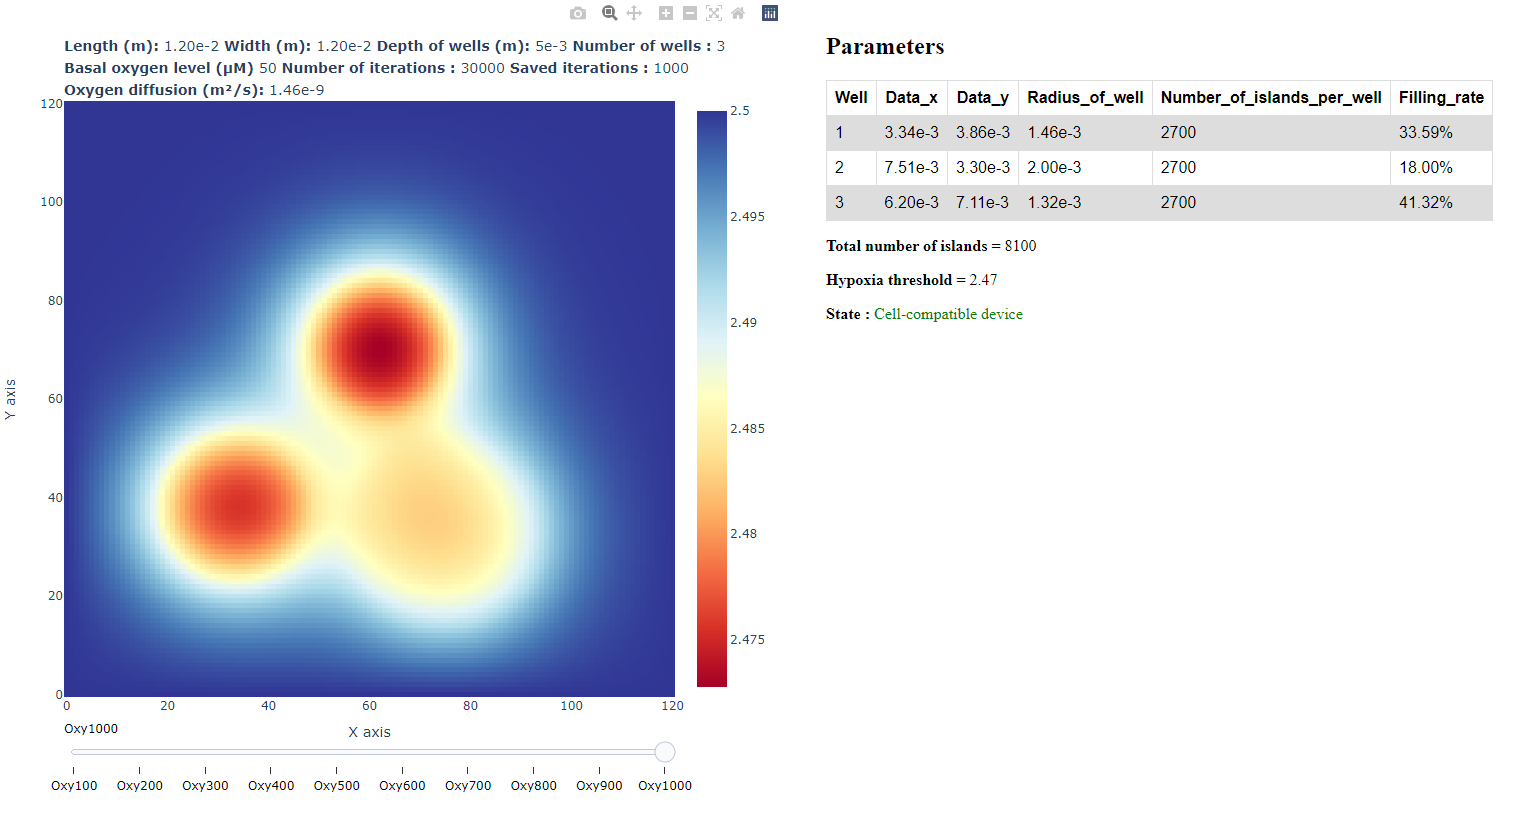 Length (m): 1.20e-2 Width (m): 1.20e-2 Depth of wells (m): 5e-3 Number of wells : 3
Basal oxygen level (μM) 50 Number of iterations : 30000 Saved iterations : 1000
Oxygen diffusion (m²/s): 1.46e-9
120
100
80
60
40
20
0
Y axis
0 20 40 60 80 100 120
X axis
2.5
2.495
2.49
2.485
2.48
2.475
Oxy1000
Oxy100 Oxy200 Oxy300 Oxy400 Oxy500 Oxy600 Oxy700 Oxy800 Oxy900 Oxy1000
Parameters
Well Data_x Data_y Radius_of_well Number_of_islands_per_well Filling_rate
1 3.34e-3 3.86e-3 1.46e-3 2700 33.59%
2 7.51e-3 3.30e-3 2.00e-3 2700 18.00%
3 6.20e-3 7.11e-3 1.32e-3 2700 41.32%
Total number of islands = 8100
Hypoxia threshold = 2.47
State : Cell-compatible device